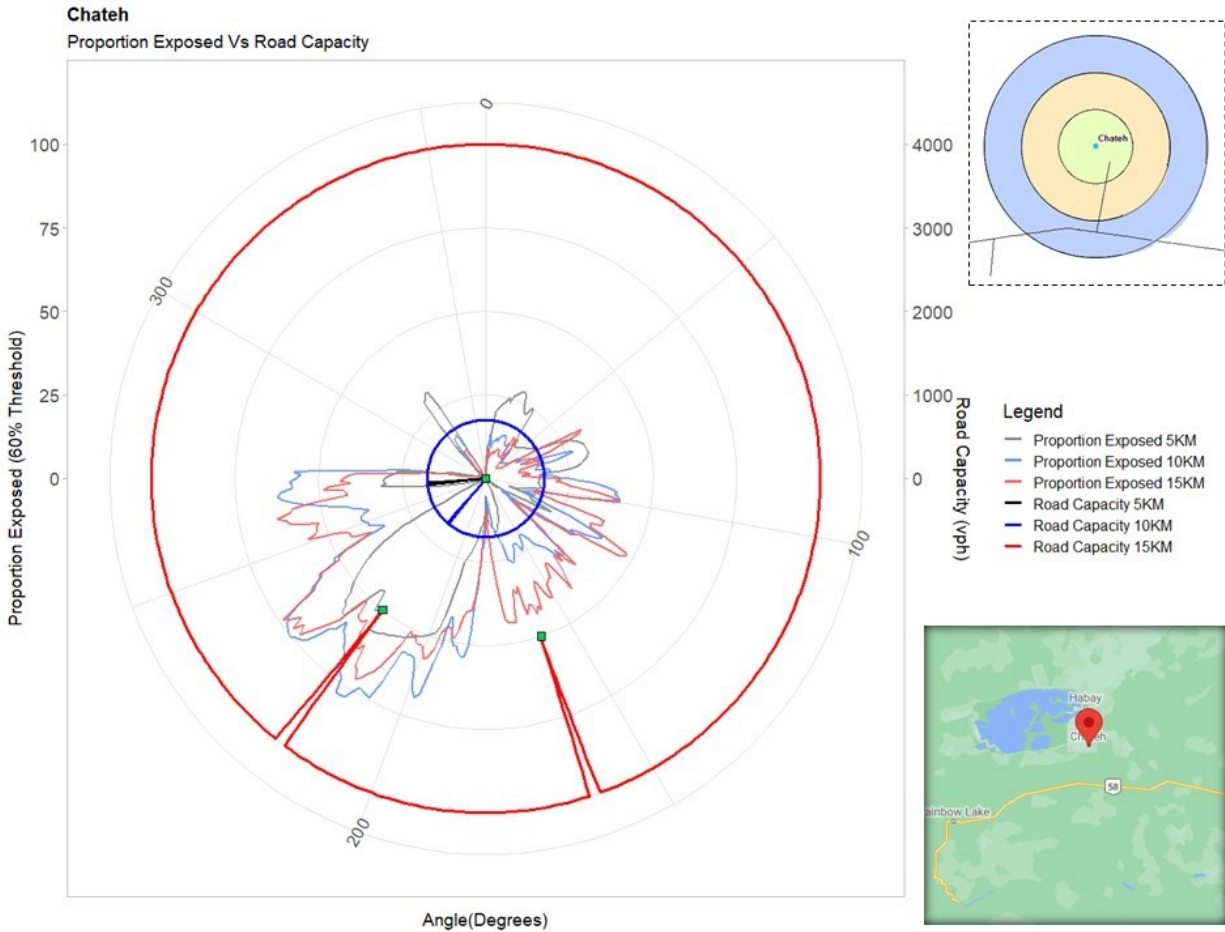 Chateh
Proportion Exposed Vs Road Capacity
0
300
100
200
100
75
50
25
0
Proportion Exposed (60% Threshold)
4000
3000
2000
1000
0
Road Capacity (vph)
Angle(Degrees)
Chateh
Legend
Proportion Exposed 5KM
Proportion Exposed 10KM
Proportion Exposed 15KM
Road Capacity 5KM
Road Capacity 10KM
Road Capacity 15KM
Habay
Chateh
58
ainbow Lake